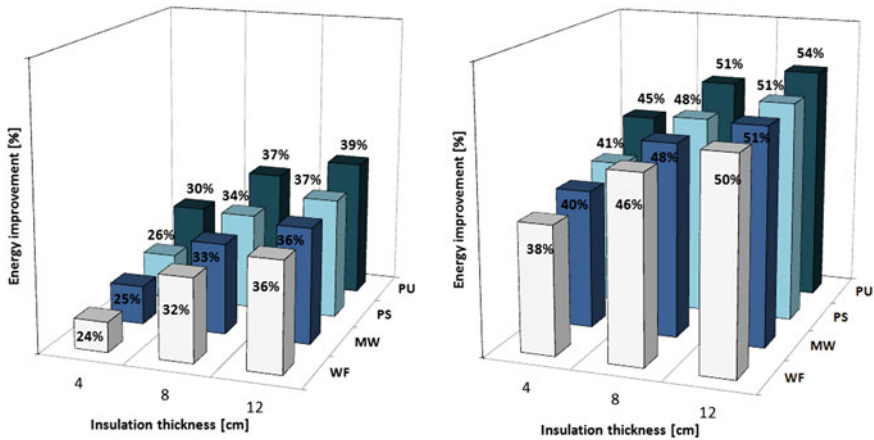 Energy improvement [%]
24%
25%
26%
30%
32%
33%
34%
37%
36%
36%
37%
39%
PU
PS
MW
WF
4
8
12
Insulation thickness [cm]
Energy improvement [%]
38%
40%
41%
45%
46%
48%
48%
51%
50%
51%
51%
54%
PU
PS
MW
WF
4
8
12
Insulation thickness [cm]